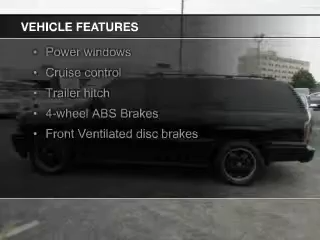 VEHICLE FEATURES
• Power windows
• Cruise control
• Trailer hitch
• 4-wheel ABS Brakes
• Front Ventilated disc brakes